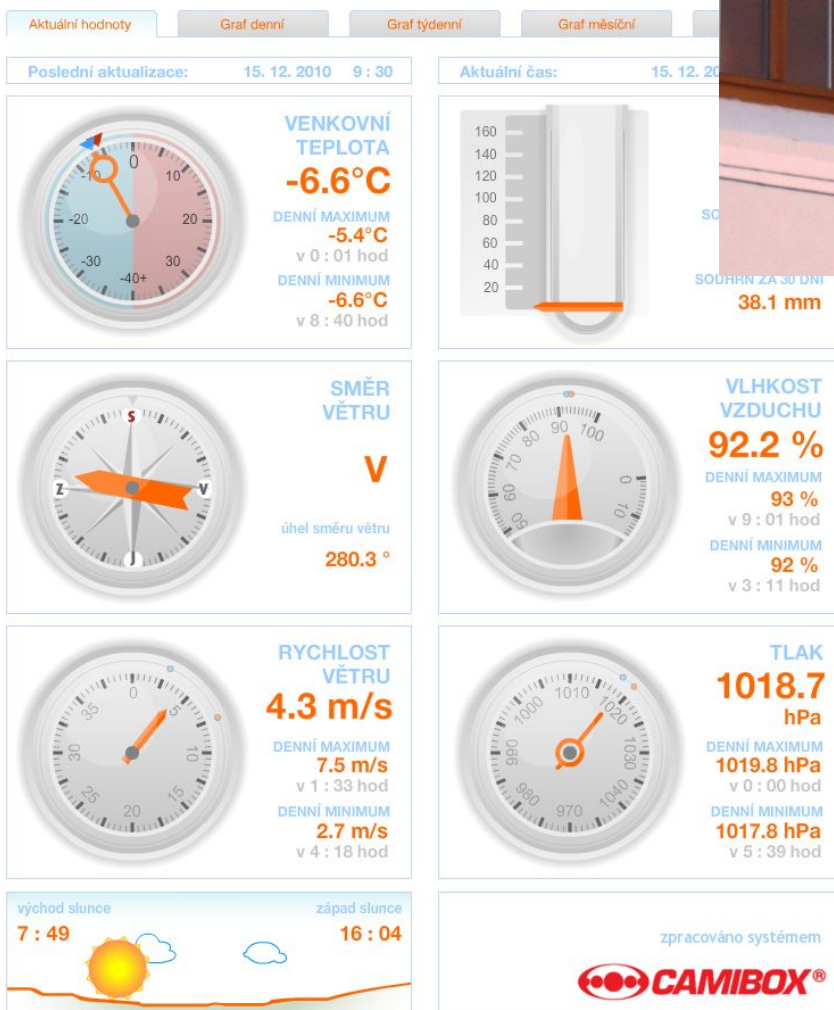 Aktuální hodnoty
Graf denní
Graf týdenní
Graf měsíční
Poslední aktualizace: 15. 12. 2010 9 : 30
Aktuální čas: 15. 12.
VENKOVNÍ
TEPLOTA
-6.6°C
DENNÍ MAXIMUM
-5.4°C
v 0 : 01 hod
DENNÍ MINIMUM
-6.6°C
v 8 : 40 hod
0
10
20
30
-40+
-30
-20
-10
160
140
120
100
80
60
40
20
SOUHRN ZA 30 DNÍ
38.1 mm
SMĚR
VĚTRU
V
úhel směru větru
280.3 °
S
V
J
Z
VLHKOST
VZDUCHU
92.2 %
DENNÍ MAXIMUM
93 %
v 9 : 01 hod
DENNÍ MINIMUM
92 %
v 3 : 11 hod
50
60
70
80
90
100
0
10
RYCHLOST
VĚTRU
4.3 m/s
DENNÍ MAXIMUM
7.5 m/s
v 1 : 33 hod
DENNÍ MINIMUM
2.7 m/s
v 4 : 18 hod
0
5
10
15
20
25
30
35
TLAK
1018.7
hPa
DENNÍ MAXIMUM
1019.8 hPa
v 0 : 00 hod
DENNÍ MINIMUM
1017.8 hPa
v 5 : 39 hod
970
980
990
1000
1010
1020
1030
1040
východ slunce
7 : 49
západ slunce
16 : 04
zpracováno systémem
CAMIBOX®